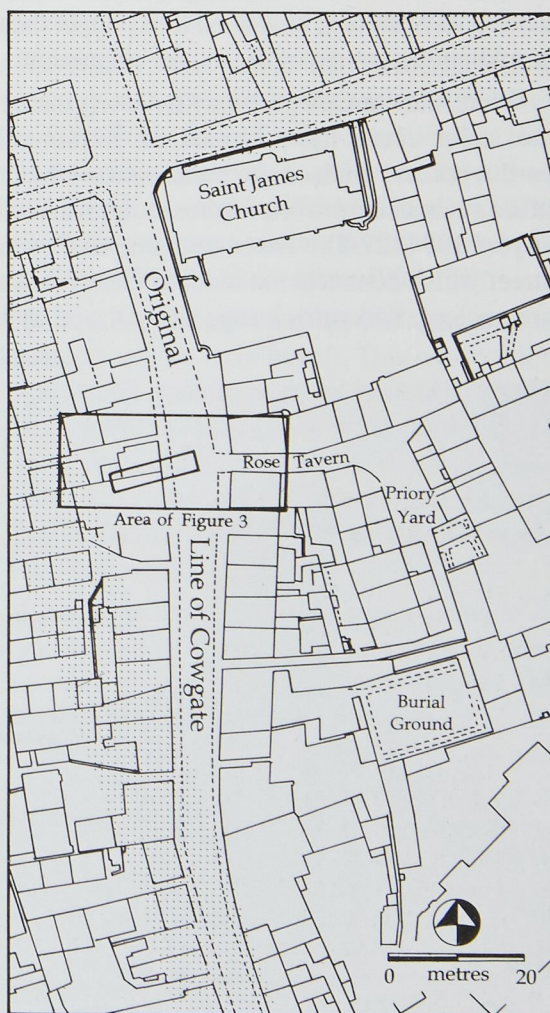 Saint James
Church
Original
Rose Tavern
Priory
Yard
Area of Figure 3
Line of Cowgate
Burial
Ground
0 metres 20